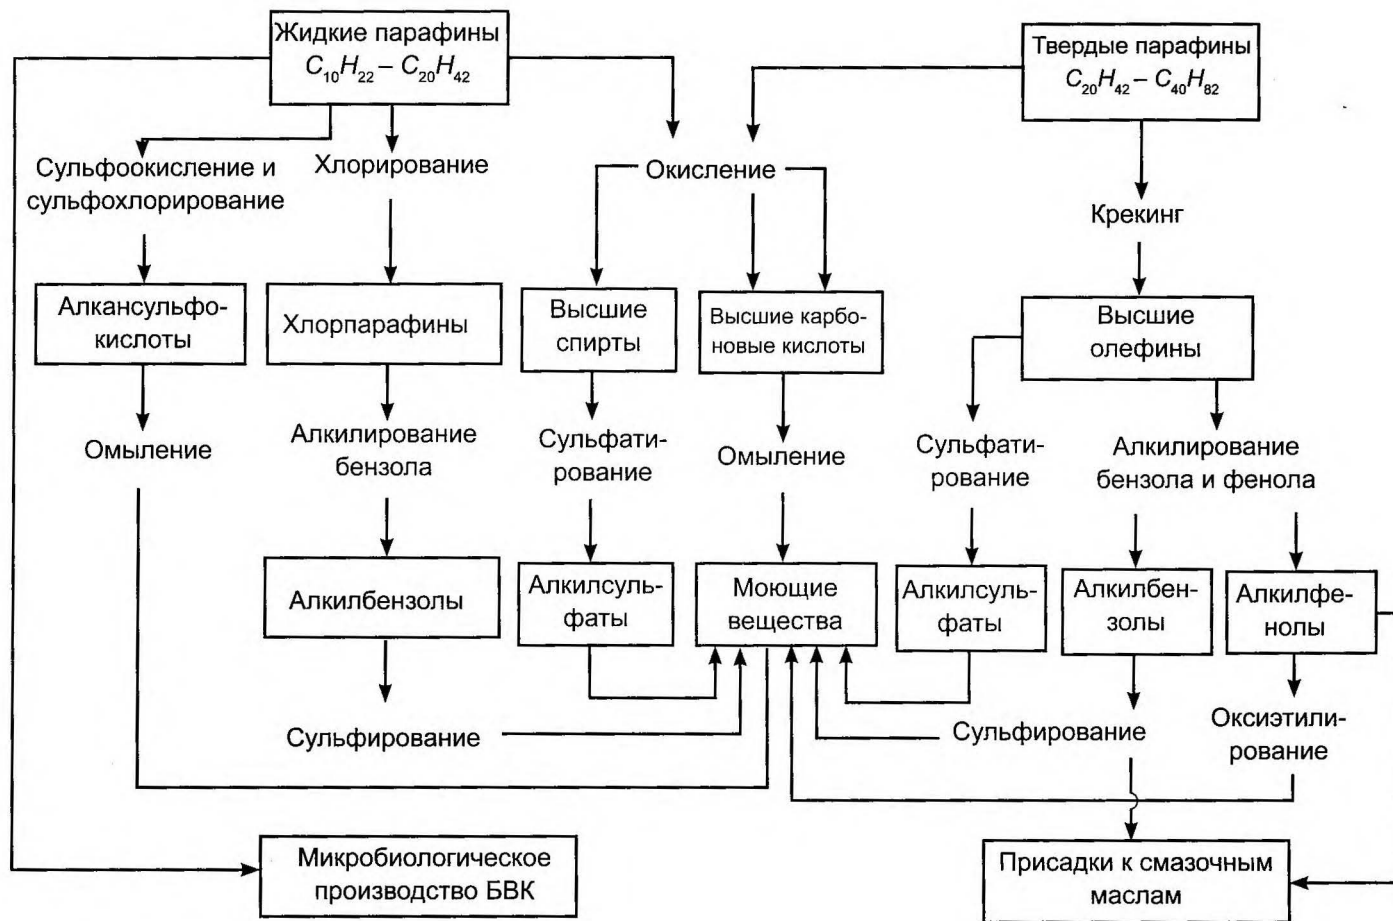 Жидкие парафины
C₁₀H₂₂ – C₂₀H₄₂
Твердые парафины
C₂₀H₄₂ – C₄₀H₈₂
Сульфоокисление и
сульфохлорирование
Хлорирование
Окисление
Крекинг
Алкансульфо-
кислоты
Хлорпарафины
Высшие
спирты
Высшие карбо-
новые кислоты
Высшие
олефины
Омыление
Алкилирование
бензола
Сульфати-
рование
Омыление
Сульфати-
рование
Алкилирование
бензола и фенола
Алкилбензолы
Алкилсуль-
фаты
Моющие
вещества
Алкилсуль-
фаты
Алкилбен-
золы
Алкилфе-
нолы
Сульфирование
Сульфирование
Оксиэтили-
рование
Микробиологическое
производство БВК
Присадки к смазочным
маслам